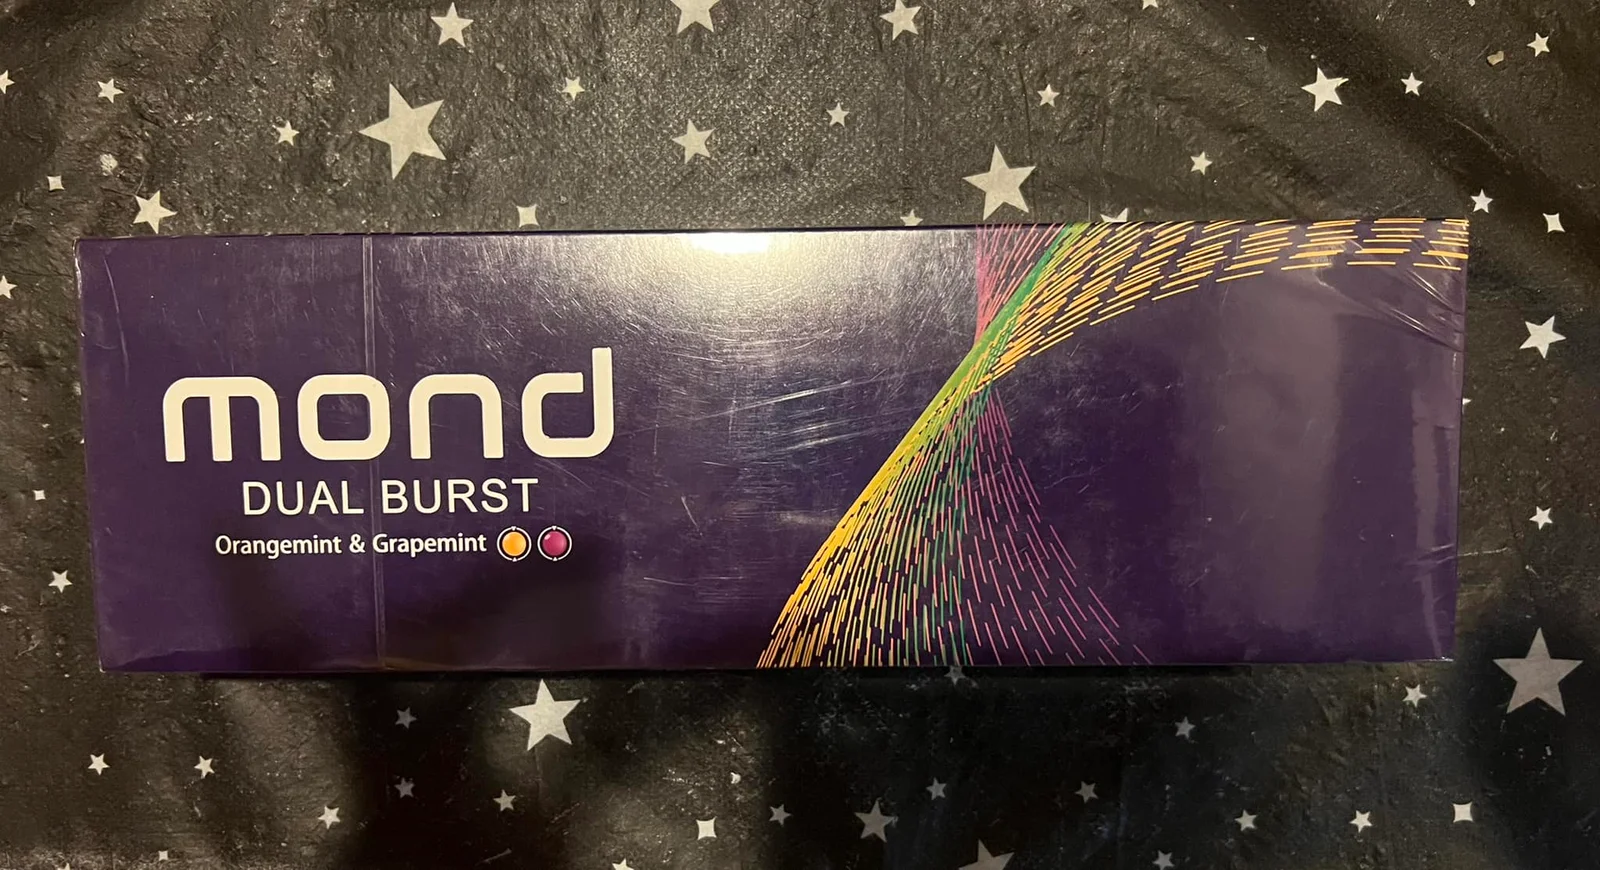 mond
DUAL BURST
Orangemint & Grapemint